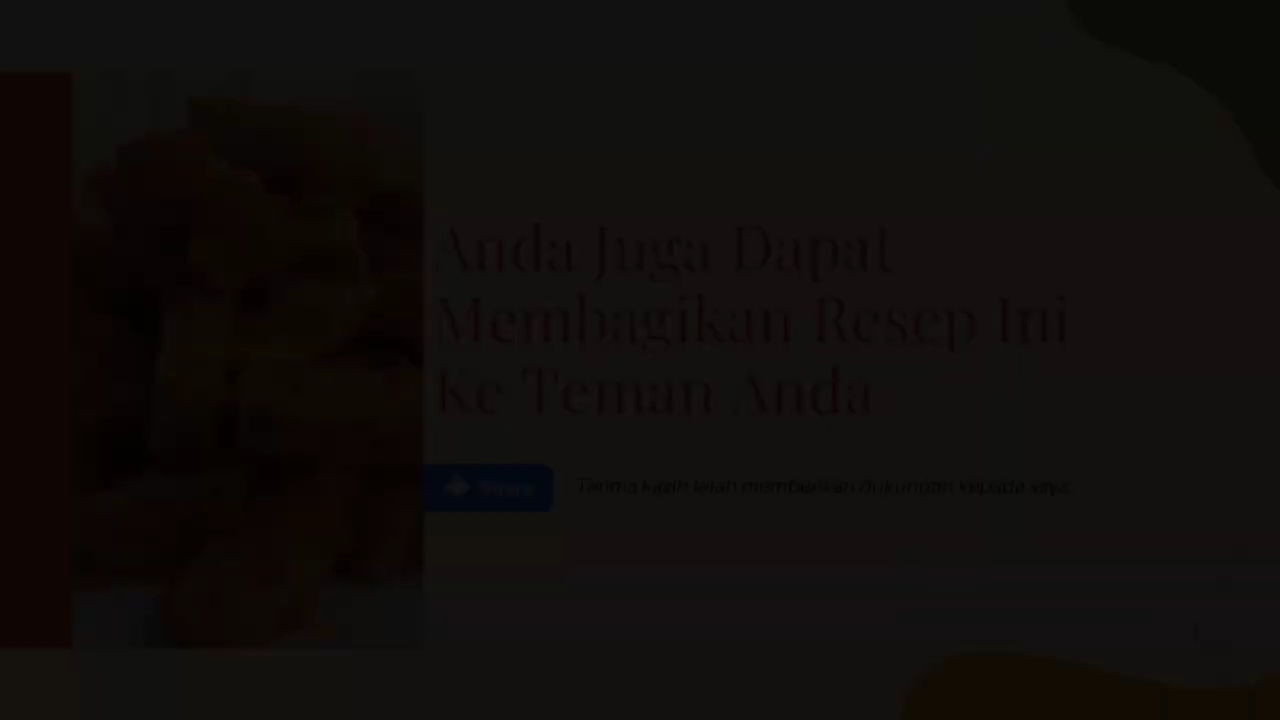 Anda Juga Dapat
Membagikan Resep Ini
Ke Teman Anda
Share
Terima kasih telah memberikan dukungan kepada saya.